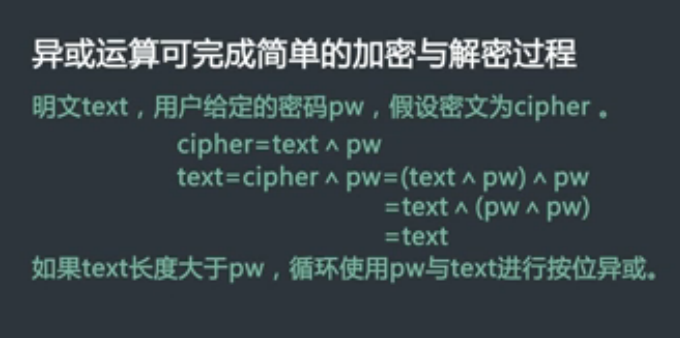 异或运算可完成简单的加密与解密过程
明文text，用户给定的密码pw，假设密文为cipher 。
cipher=text ∧ pw
text=cipher ∧ pw=(text ∧ pw) ∧ pw
=text ∧ (pw ∧ pw)
=text
如果text长度大于pw，循环使用pw与text进行按位异或。